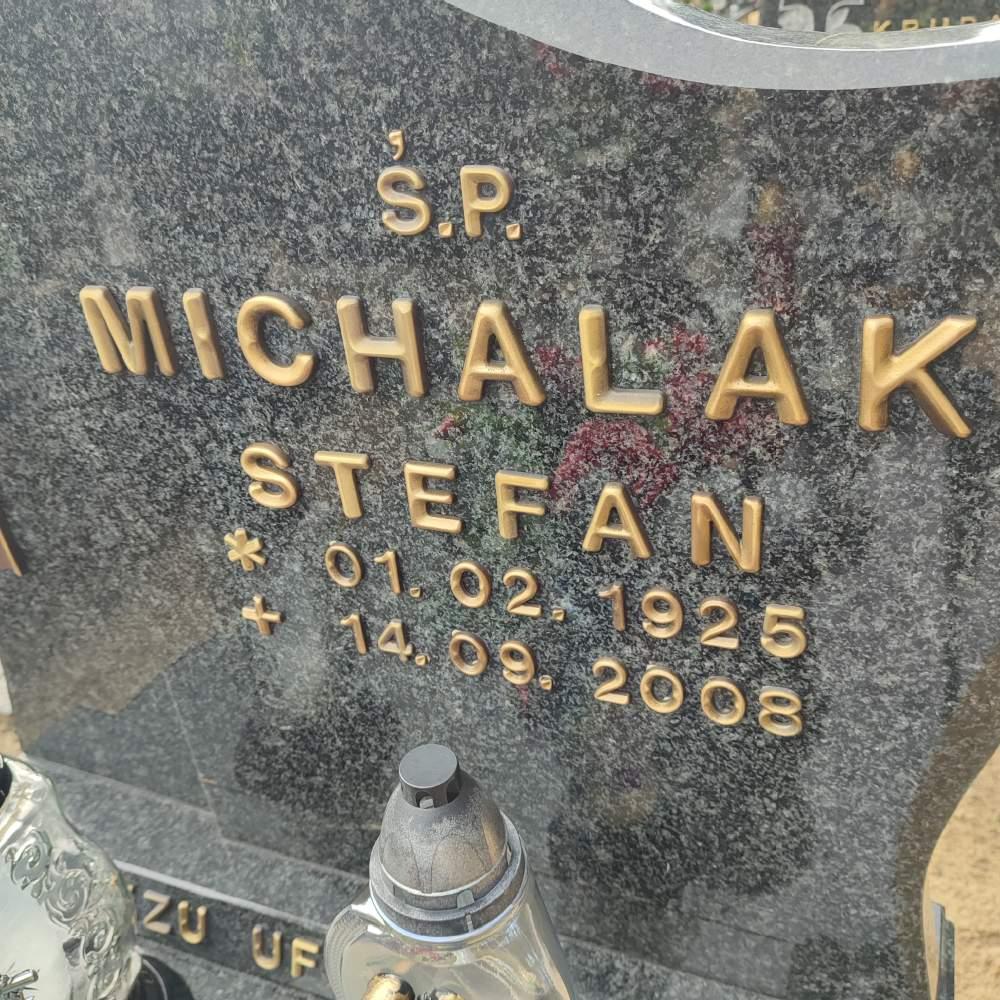 Ś.P.
MICHALAK
STEFAN
* 01. 02. 1925
+ 14. 09. 2008